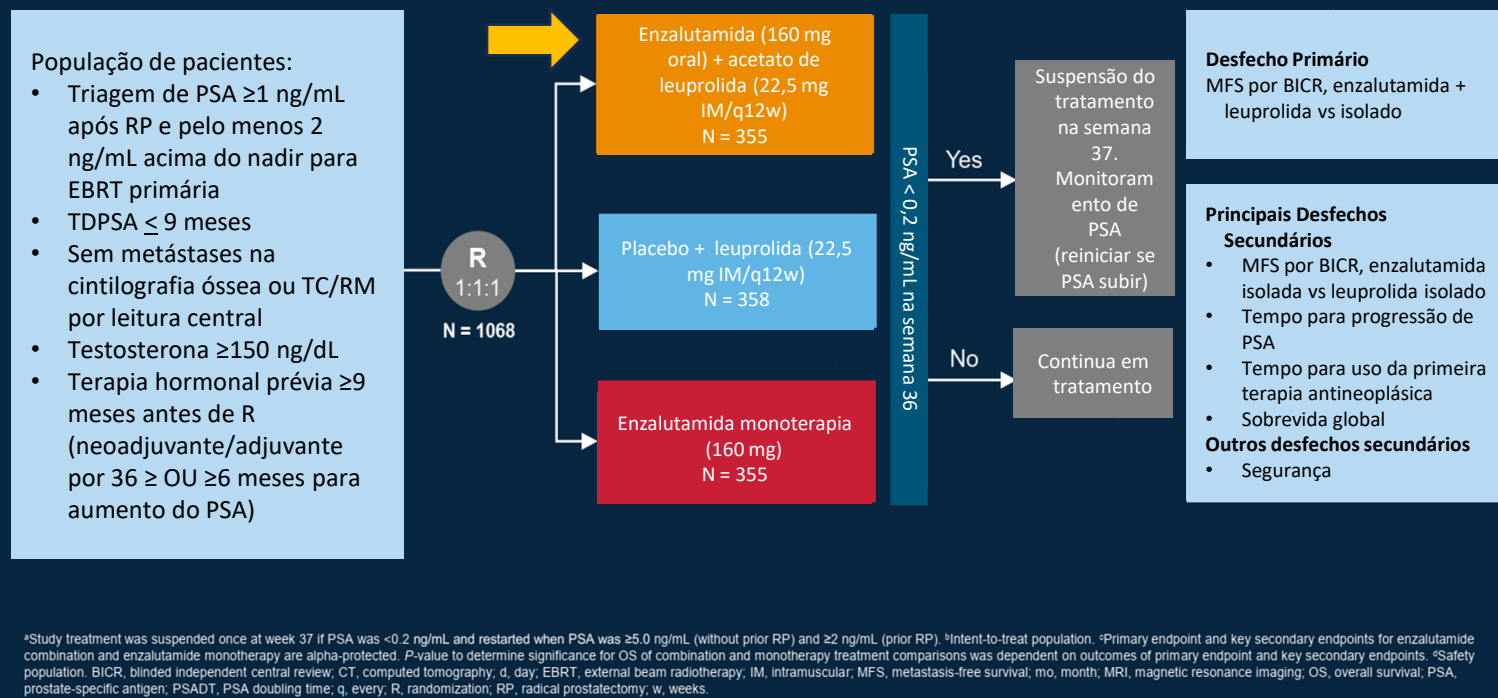 População de pacientes:
• Triagem de PSA ≥1 ng/mL
após RP e pelo menos 2
ng/mL acima do nadir para
EBRT primária
• TDPSA ≤ 9 meses
• Sem metástases na
cintilografia óssea ou TC/RM
por leitura central
• Testosterona ≥150 ng/dL
• Terapia hormonal prévia ≥9
meses antes de R
(neoadjuvante/adjuvante
por 36 ≥ OU ≥6 meses para
aumento do PSA)
R
1:1:1
N = 1068
Enzalutamida (160 mg
oral) + acetato de
leuprolida (22,5 mg
IM/q12w)
N = 355
Placebo + leuprolida (22,5
mg IM/q12w)
N = 358
Enzalutamida monoterapia
(160 mg)
N = 355
PSA < 0,2 ng/mL na semana 36
Yes
No
Suspensão do
tratamento
na semana
37.
Monitoram
ento de
PSA
(reiniciar se
PSA subir)
Continua em
tratamento
Desfecho Primário
MFS por BICR, enzalutamida +
leuprolida vs isolado
Principais Desfechos
Secundários
• MFS por BICR, enzalutamida
isolada vs leuprolida isolado
• Tempo para progressão de
PSA
• Tempo para uso da primeira
terapia antineoplásica
• Sobrevida global
Outros desfechos secundários
• Segurança
ᵃStudy treatment was suspended once at week 37 if PSA was <0.2 ng/mL and restarted when PSA was ≥5.0 ng/mL (without prior RP) and ≥2 ng/mL (prior RP). ᵇIntent-to-treat population. ᶜPrimary endpoint and key secondary endpoints for enzalutamide
combination and enzalutamide monotherapy are alpha-protected. P-value to determine significance for OS of combination and monotherapy treatment comparisons was dependent on outcomes of primary endpoint and key secondary endpoints. ᵈSafety
population. BICR, blinded independent central review; CT, computed tomography; d, day; EBRT, external beam radiotherapy; IM, intramuscular; MFS, metastasis-free survival; mo, month; MRI, magnetic resonance imaging; OS, overall survival; PSA,
prostate-specific antigen; PSADT, PSA doubling time; q, every; R, randomization; RP, radical prostatectomy; w, weeks.